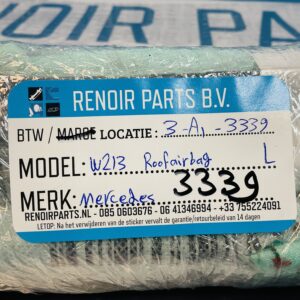 RENOIR PARTS B.V.
BTW / MARGE LOCATIE: 3-A,-3339
MODEL: W213 Roofairbag L
MERK: Mercedes 3339
RENOIRPARTS.NL - 085 0603676 - 06 41346994 - +33 755224091
LETOP: Na het verwijderen van de sticker vervalt de garantie/retourbeleid van 14 dagen